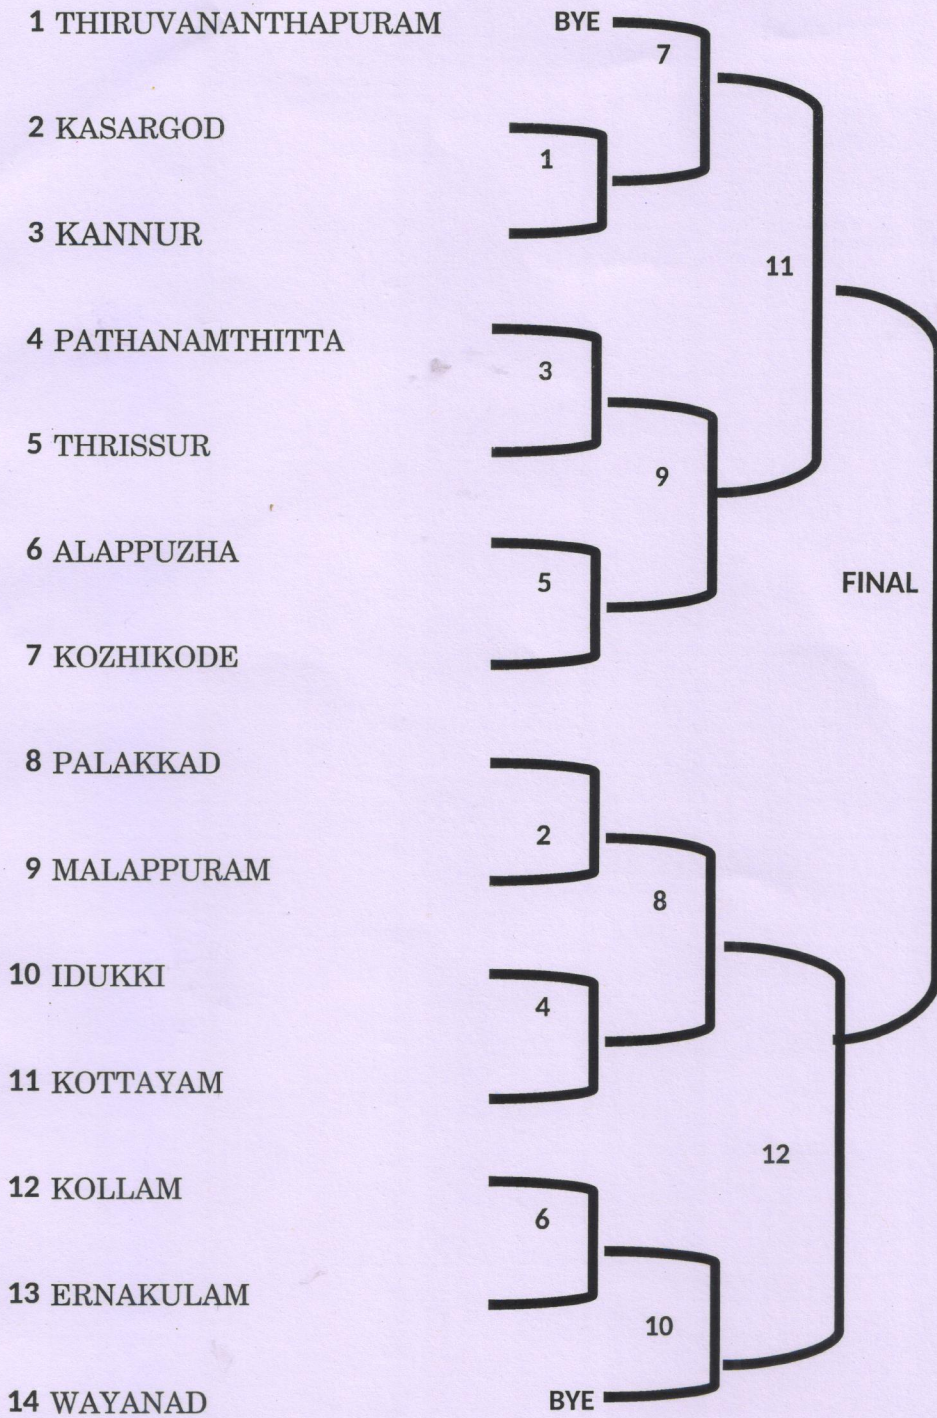 1 THIRUVANANTHAPURAM BYE
7
2 KASARGOD
1
3 KANNUR
11
4 PATHANAMTHITTA
3
5 THRISSUR
9
6 ALAPPUZHA
5
FINAL
7 KOZHIKODE
8 PALAKKAD
2
9 MALAPPURAM
8
10 IDUKKI
4
11 KOTTAYAM
12
12 KOLLAM
6
13 ERNAKULAM
10
14 WAYANAD BYE